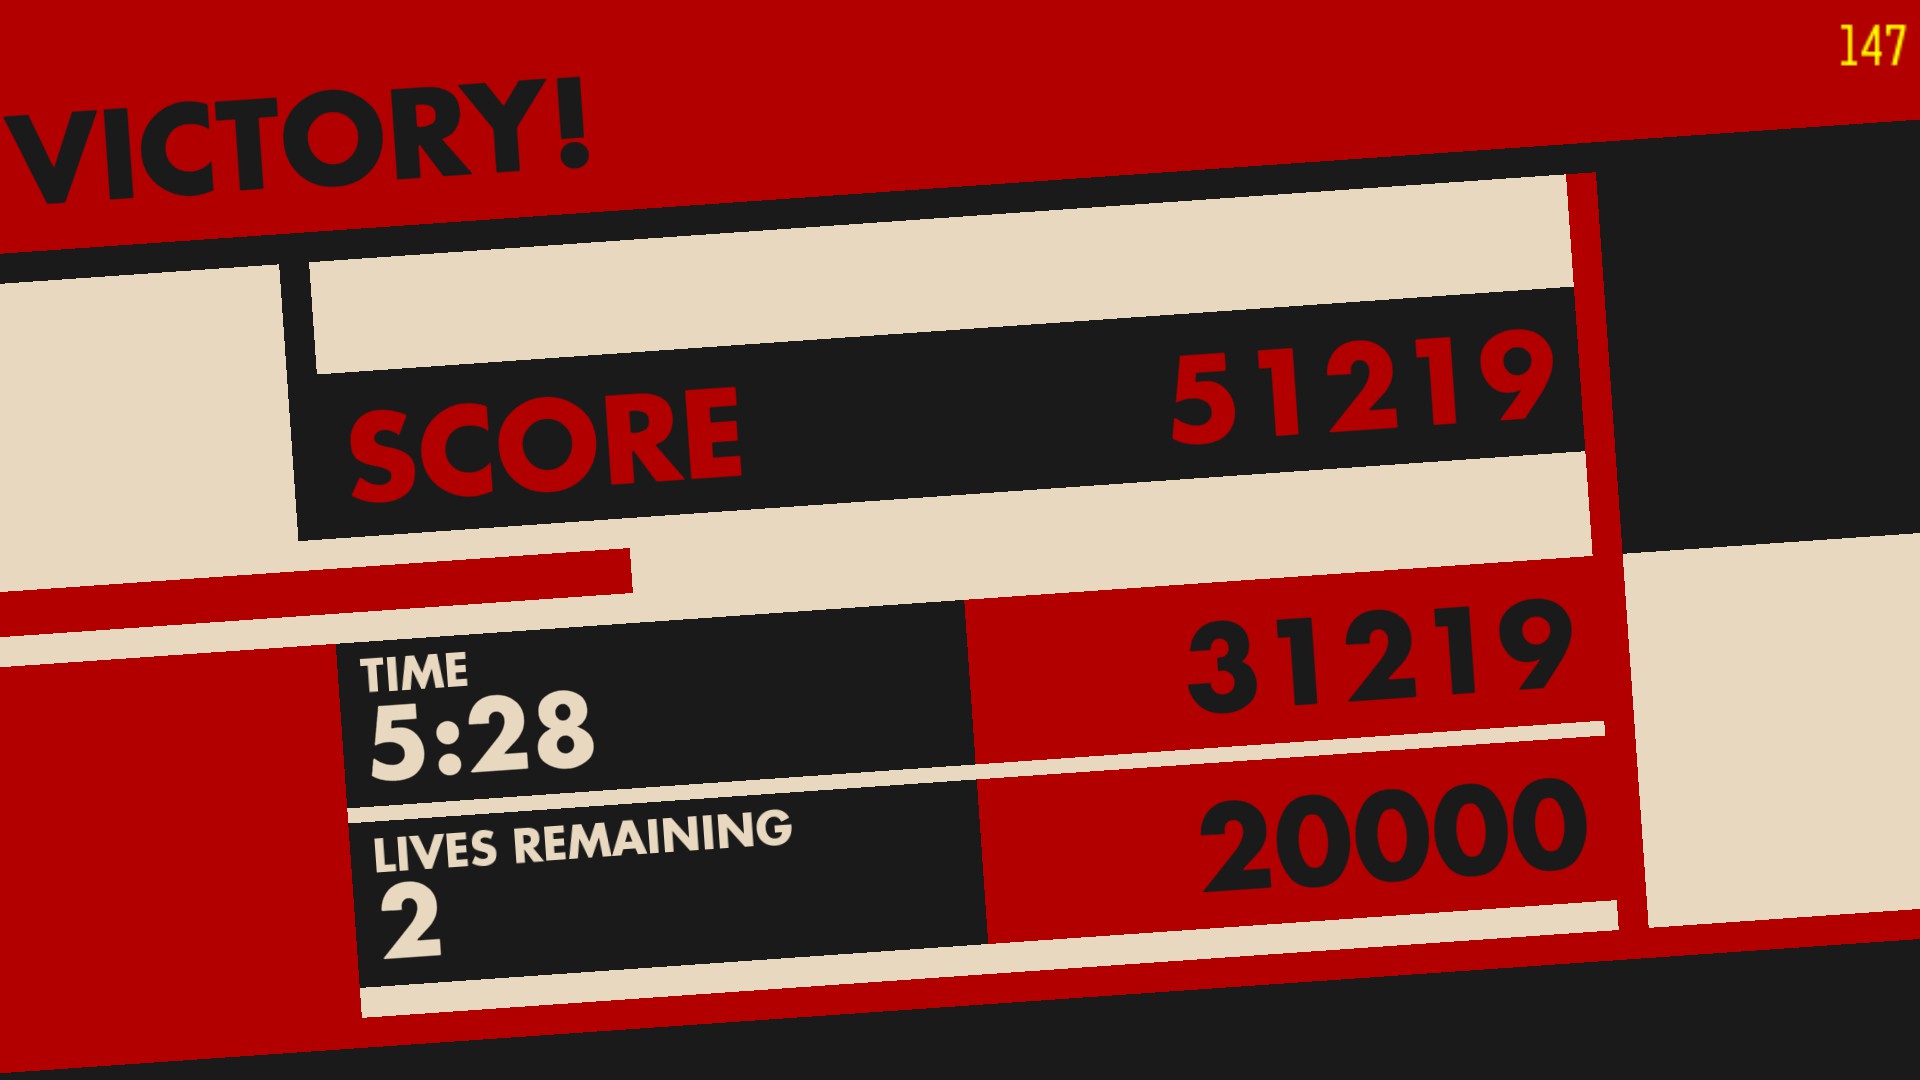 147
VICTORY!
SCORE 51219
TIME
5:28 31219
LIVES REMAINING
2 20000